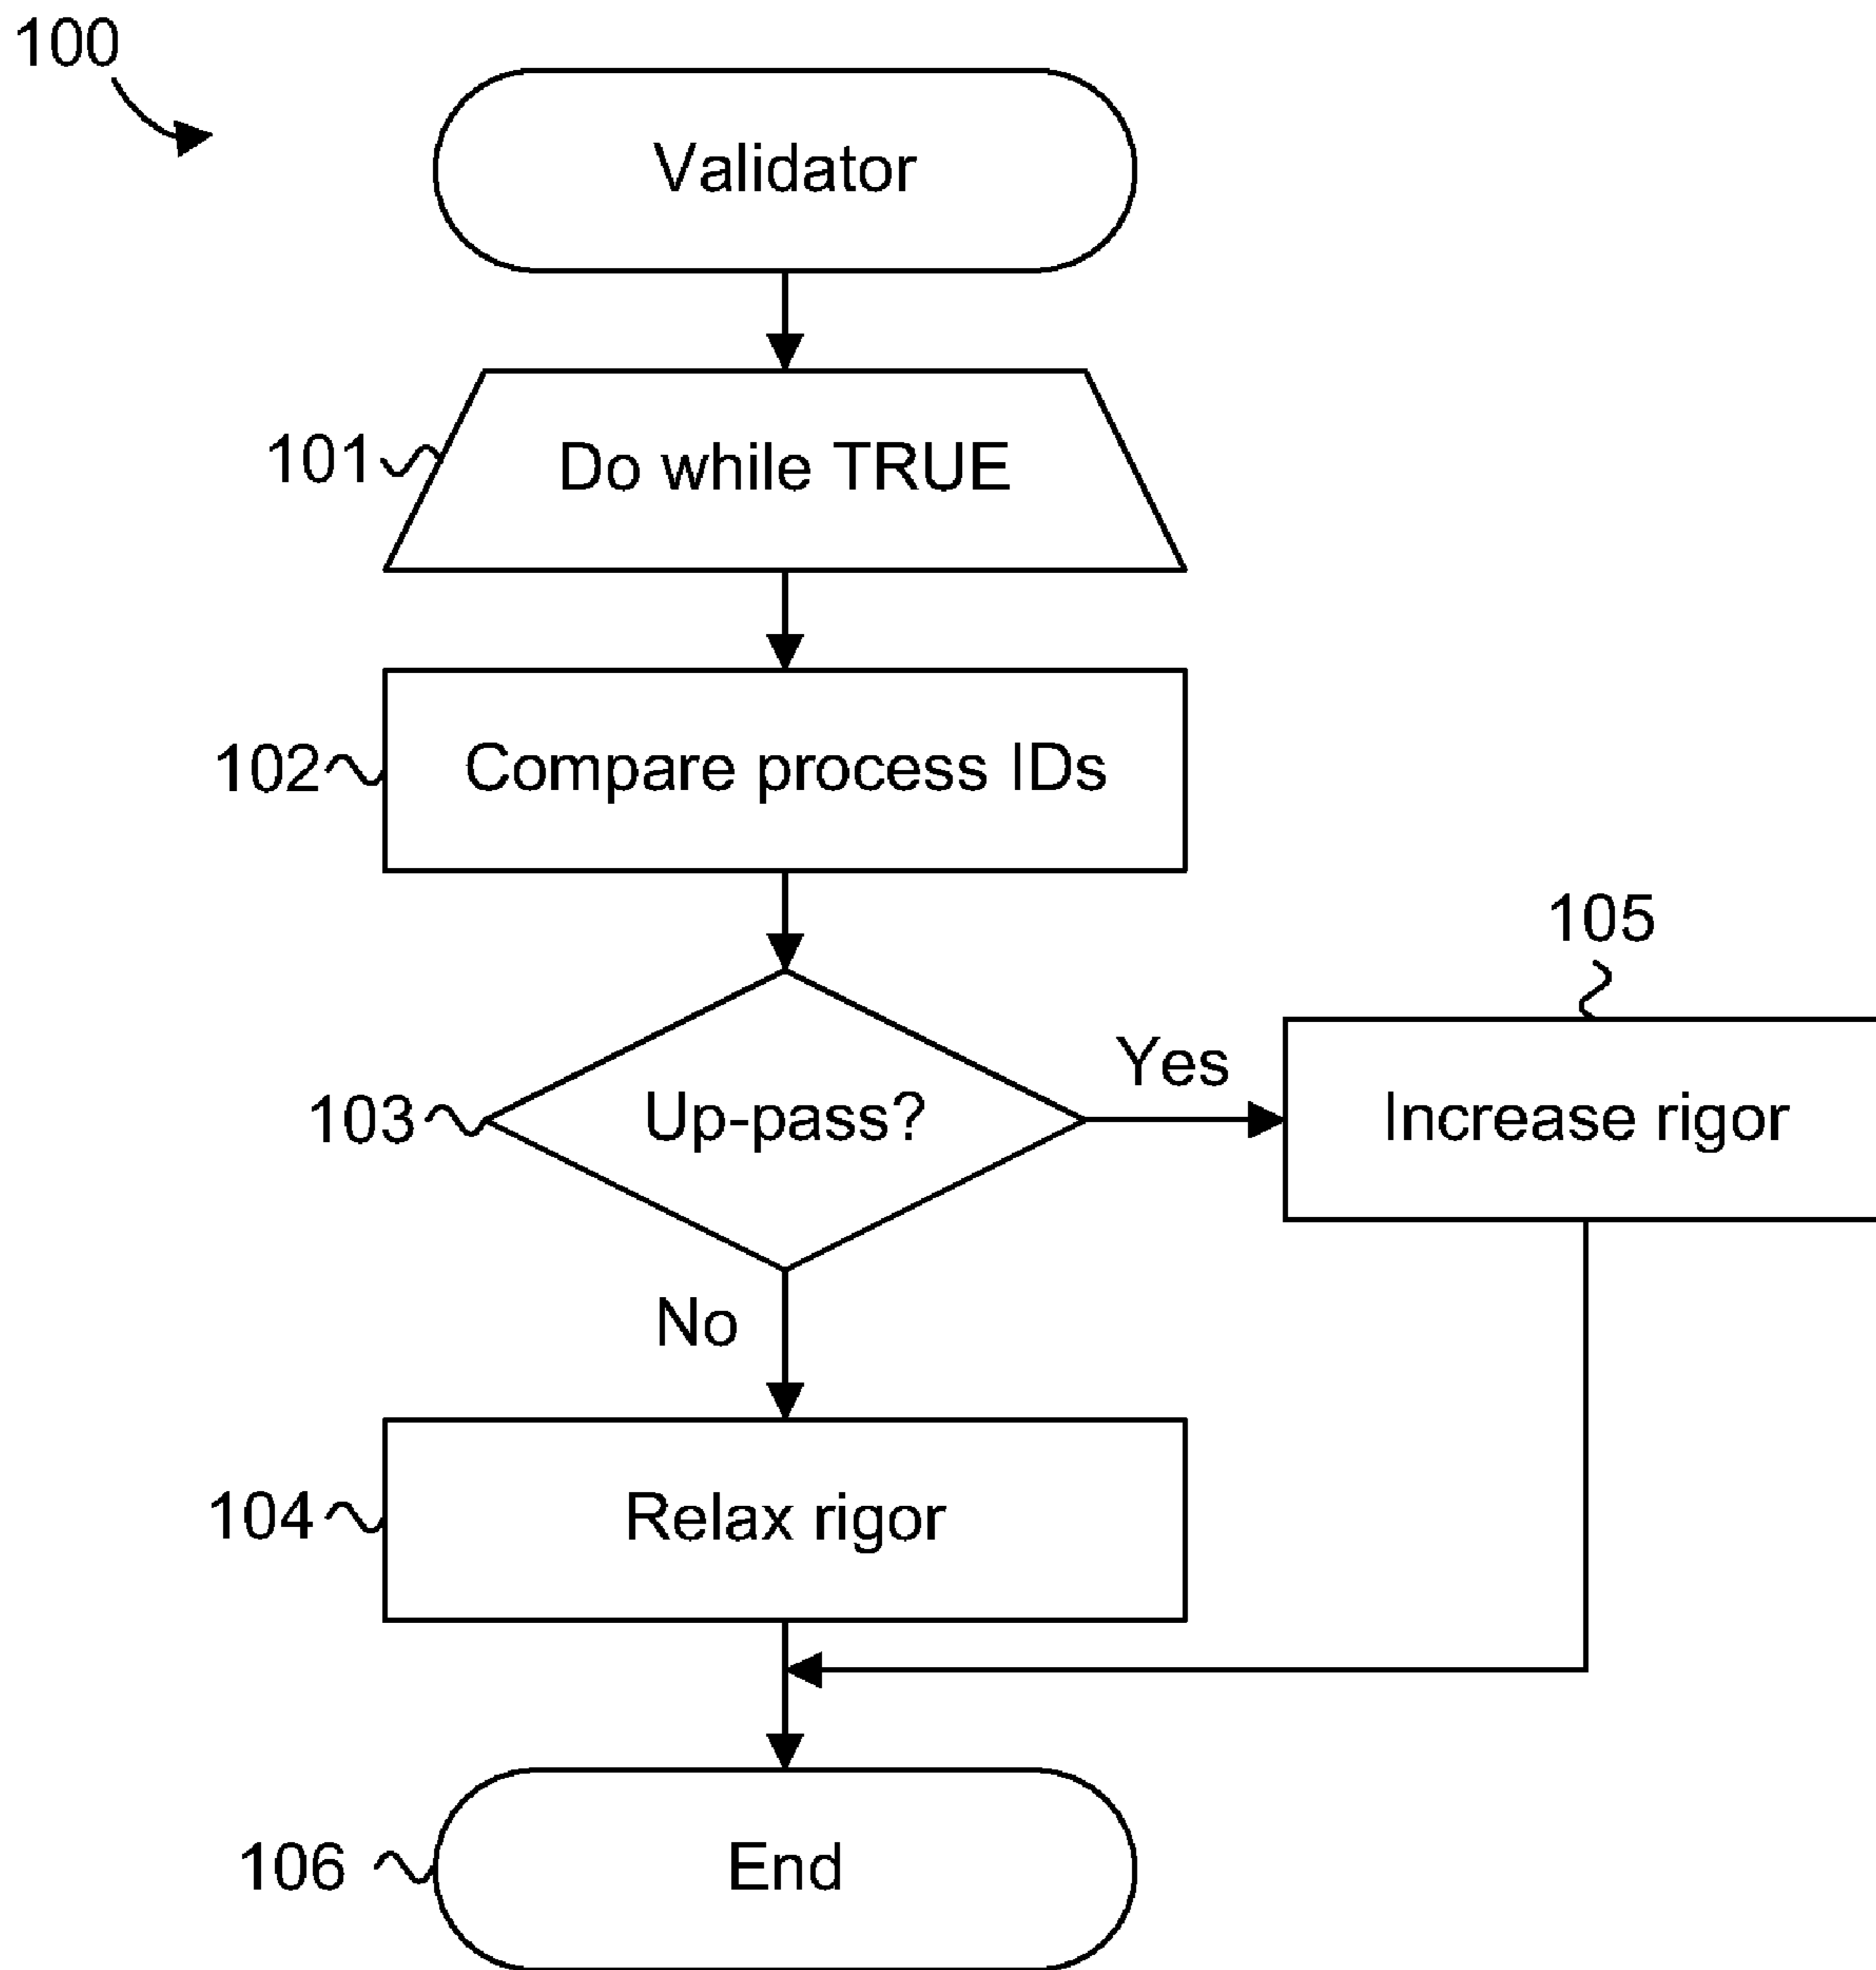 100
Validator
101
Do while TRUE
102
Compare process IDs
105
Yes
103
Up-pass?
Increase rigor
No
104
Relax rigor
106
End